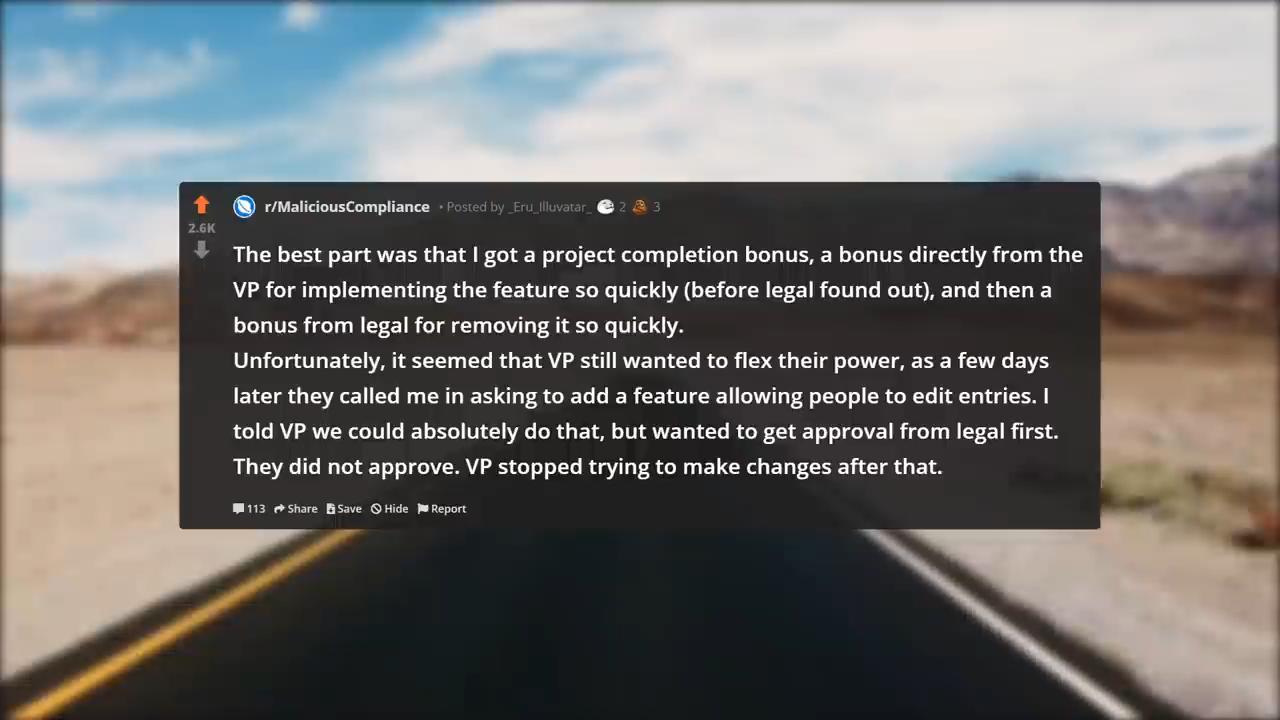 r/MaliciousCompliance • Posted by _Eru_Illuvatar_ 2 3
2.6K
The best part was that I got a project completion bonus, a bonus directly from the
VP for implementing the feature so quickly (before legal found out), and then a
bonus from legal for removing it so quickly.
Unfortunately, it seemed that VP still wanted to flex their power, as a few days
later they called me in asking to add a feature allowing people to edit entries. I
told VP we could absolutely do that, but wanted to get approval from legal first.
They did not approve. VP stopped trying to make changes after that.
113 Share Save Hide Report